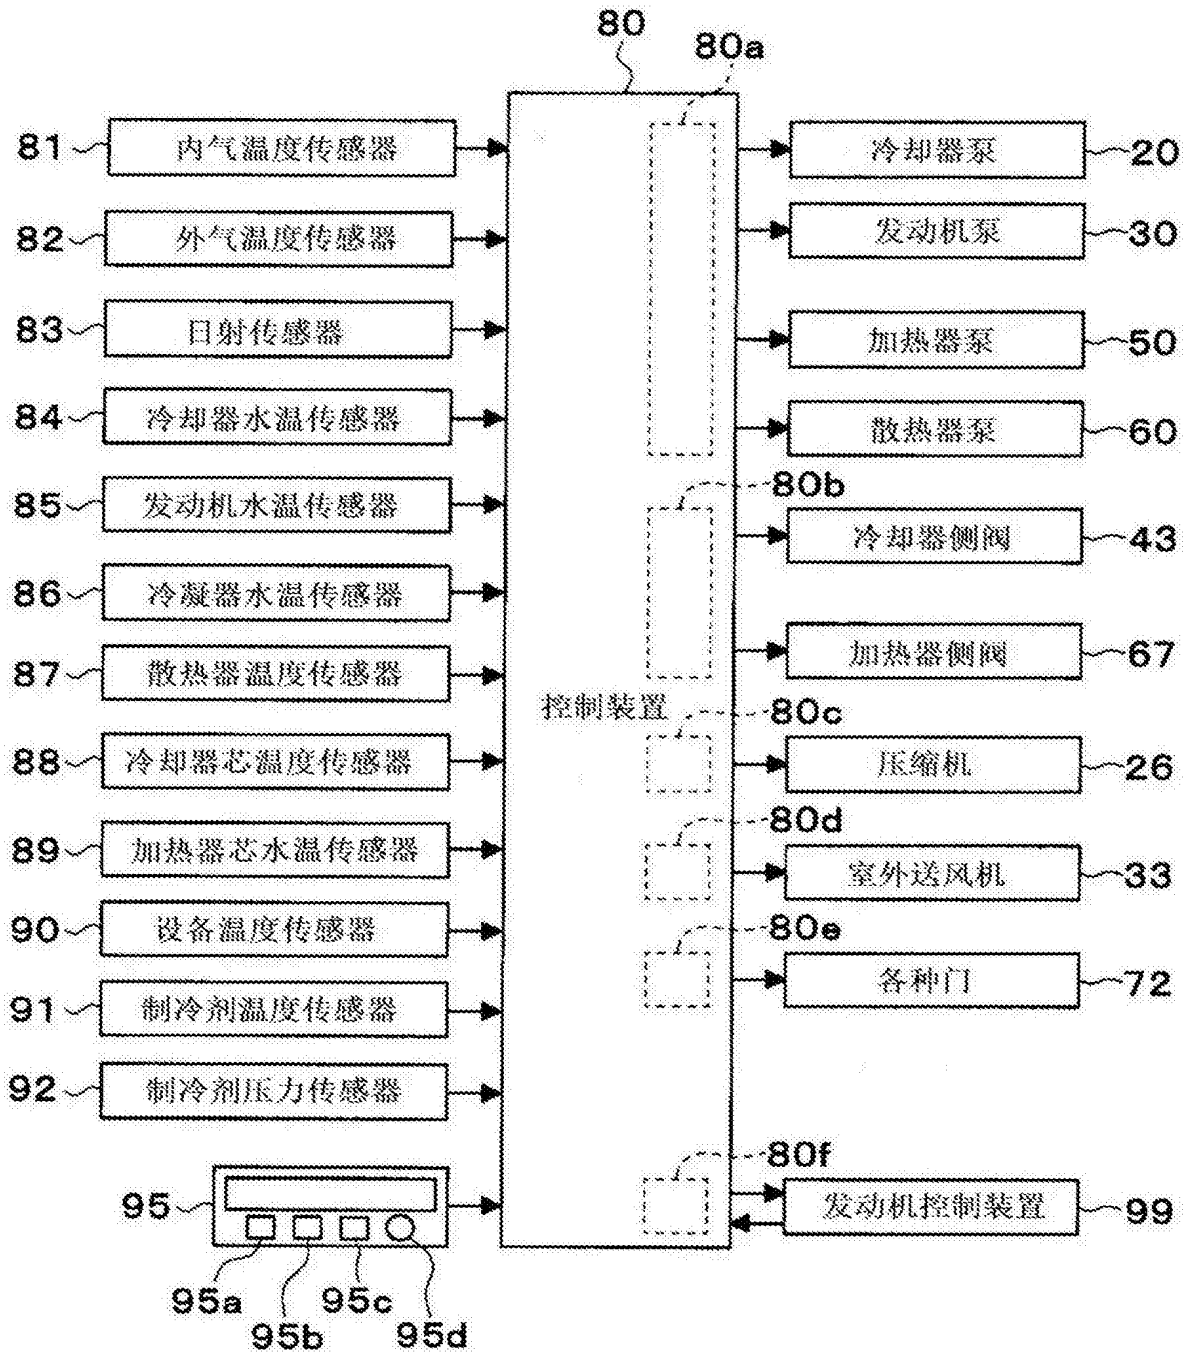 80
80a
81 内气温度传感器
冷却器泵 20
82 外气温度传感器
发动机泵 30
83 日射传感器
加热器泵 50
84 冷却器水温传感器
散热器泵 60
80b
85 发动机水温传感器
冷却器侧阀 43
86 冷凝器水温传感器
加热器侧阀 67
87 散热器温度传感器
控制装置
80c
88 冷却器芯温度传感器
压缩机 26
80d
89 加热器芯水温传感器
室外送风机 33
80e
90 设备温度传感器
各种门 72
91 制冷剂温度传感器
92 制冷剂压力传感器
80f
95
发动机控制装置 99
95a
95b
95c
95d